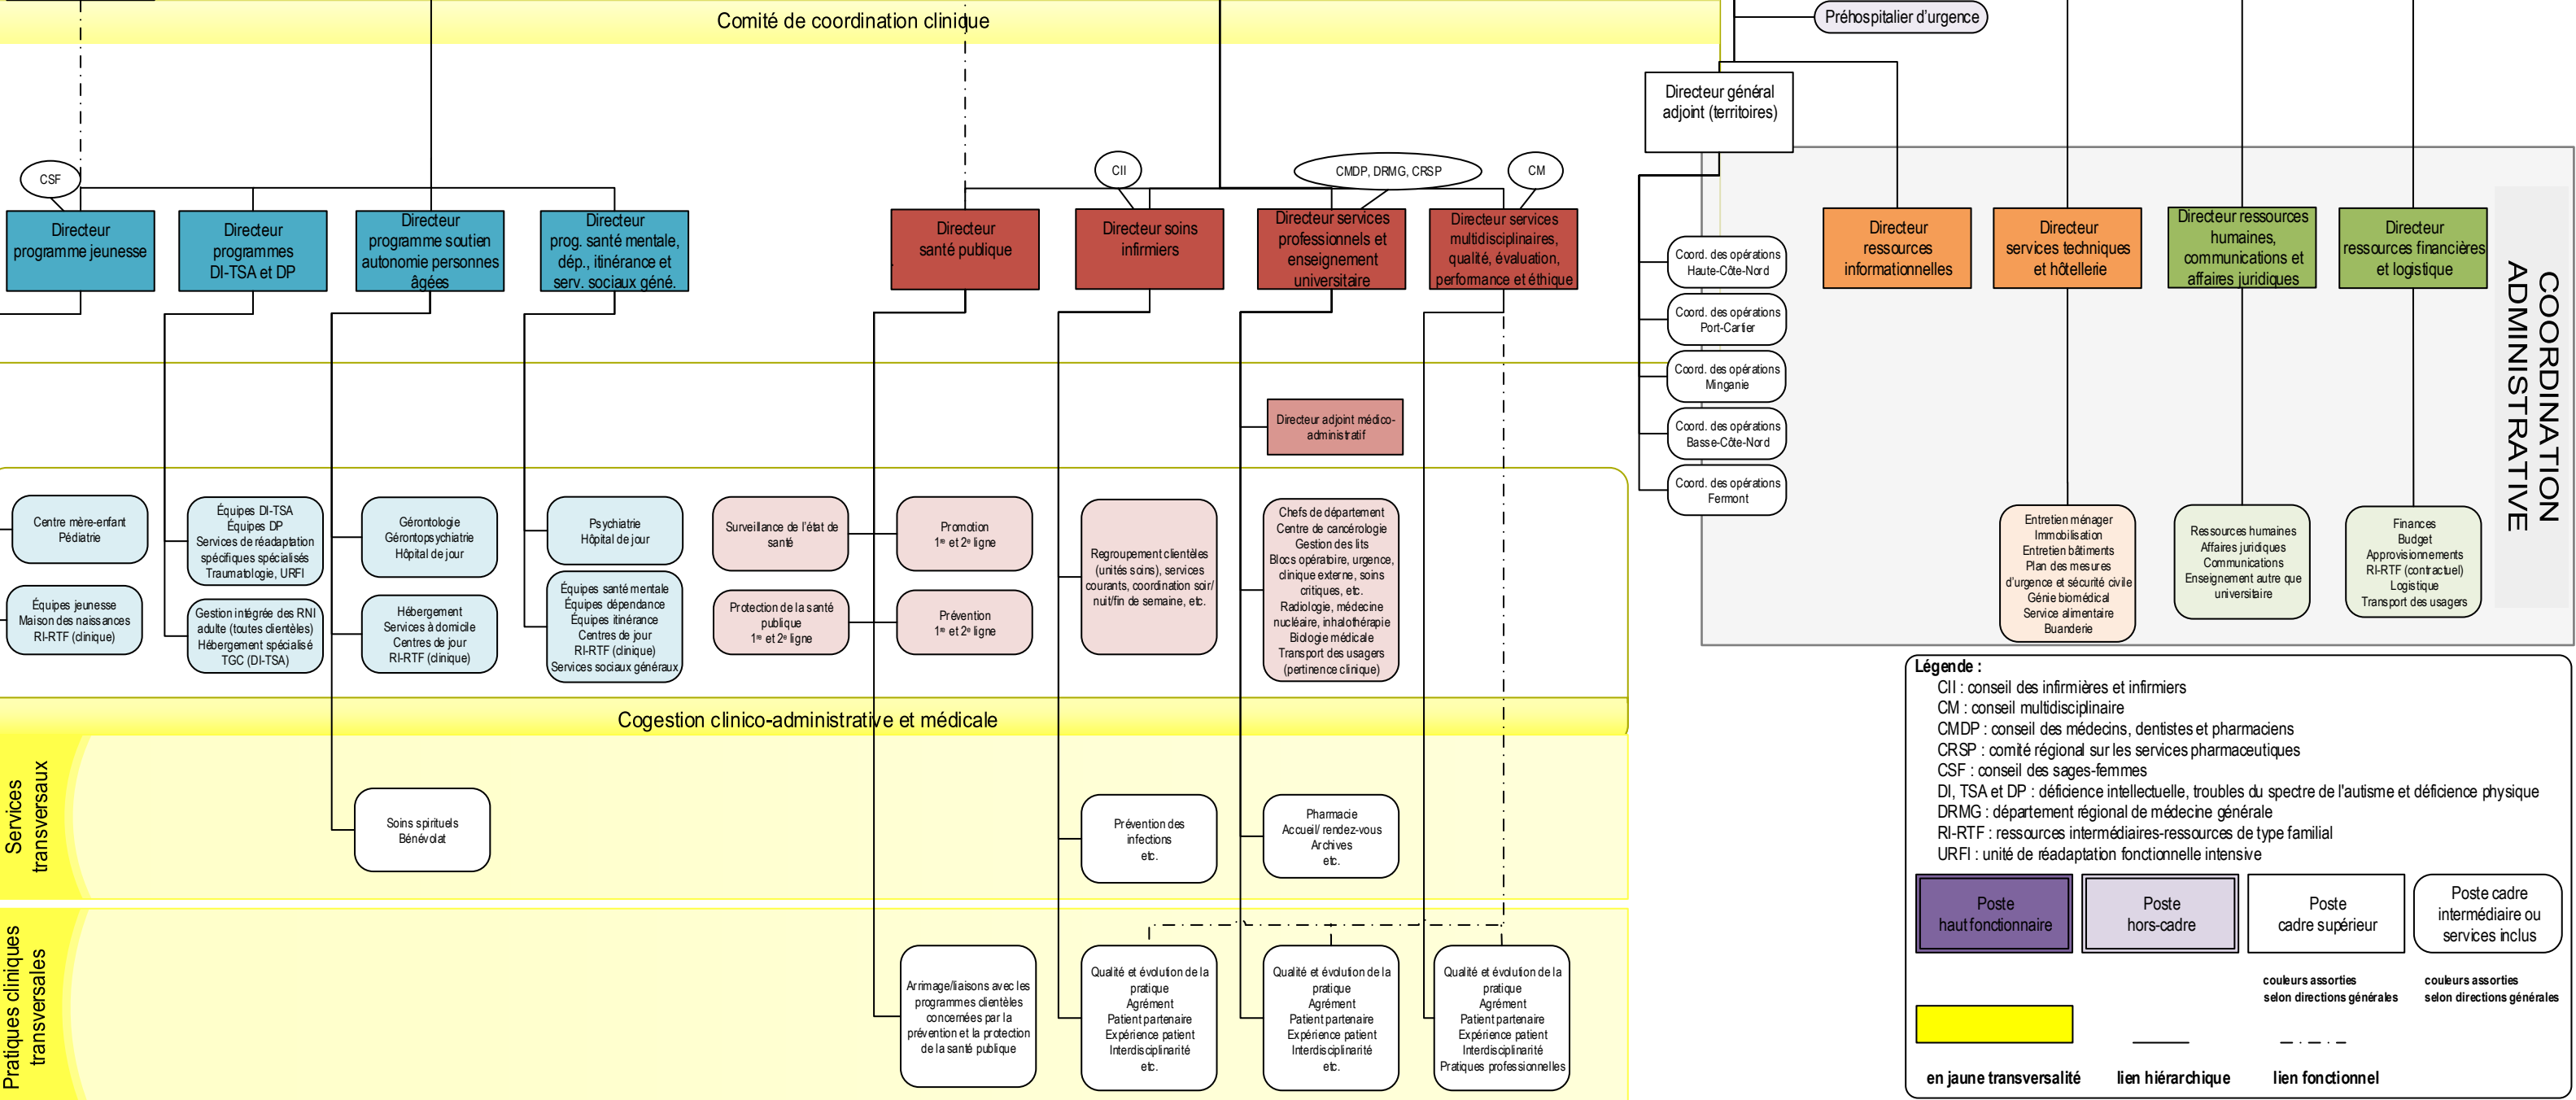 Comité de coordination clinique
Préhospitalier d’urgence
Directeur général
adjoint (territoires)
CSF
CII
CMDP, DRMG, CRSP
CM
Directeur
programme jeunesse
Directeur
programmes
DI-TSA et DP
Directeur
programme soutien
autonomie personnes
âgées
Directeur
prog. santé mentale,
dép., itinérance et
serv. sociaux géné.
Directeur
santé publique
Directeur soins
infirmiers
Directeur services
professionnels et
enseignement
universitaire
Directeur services
multidisciplinaires,
qualité, évaluation,
performance et éthique
Directeur
ressources
informationnelles
Directeur
services techniques
et hôtellerie
Directeur ressources
humaines,
communications et
affaires juridiques
Directeur
ressources financières
et logistique
COORDINATION
ADMINISTRATIVE
Coord. des opérations
Haute-Côte-Nord
Coord. des opérations
Port-Cartier
Coord. des opérations
Minganie
Coord. des opérations
Basse-Côte-Nord
Coord. des opérations
Fermont
Directeur adjoint médico-
administratif
Centre mère-enfant
Pédiatrie
Équipes jeunesse
Maison des naissances
RI-RTF (clinique)
Équipes DI-TSA
Équipes DP
Services de réadaptation
spécifiques spécialisés
Traumatologie, URFI
Gestion intégrée des RNI
adulte (toutes clientèles)
Hébergement spécialisé
TGC (DI-TSA)
Gérontologie
Gérontopsychiatrie
Hôpital de jour
Hébergement
Services à domicile
Centres de jour
RI-RTF (clinique)
Psychiatrie
Hôpital de jour
Équipes santé mentale
Équipes dépendance
Équipes itinérance
Centres de jour
RI-RTF (clinique)
Services sociaux généraux
Surveillance de l’état de
santé
Protection de la santé
publique
1re et 2e ligne
Promotion
1re et 2e ligne
Prévention
1re et 2e ligne
Regroupement clientèles
(unités soins), services
courants, coordination soir/
nuit/fin de semaine, etc.
Chefs de département
Centre de cancérologie
Gestion des lits
Blocs opératoire, urgence,
clinique externe, soins
critiques, etc.
Radiologie, médecine
nucléaire, inhalothérapie
Biologie médicale
Transport des usagers
(pertinence clinique)
Entretien ménager
Immobilisation
Entretien bâtiments
Plan des mesures
d’urgence et sécurité civile
Génie biomédical
Service alimentaire
Buanderie
Ressources humaines
Affaires juridiques
Communications
Enseignement autre que
universitaire
Finances
Budget
Approvisionnements
RI-RTF (contractuel)
Logistique
Transport des usagers
Cogestion clinico-administrative et médicale
Services
transversaux
Soins spirituels
Bénévolat
Prévention des
infections
etc.
Pharmacie
Accueil/ rendez-vous
Archives
etc.
Pratiques cliniques
transversales
Arrimage/liaisons avec les
programmes clientèles
concernées par la
prévention et la protection
de la santé publique
Qualité et évolution de la
pratique
Agrément
Patient partenaire
Expérience patient
Interdisciplinarité
etc.
Qualité et évolution de la
pratique
Agrément
Patient partenaire
Expérience patient
Interdisciplinarité
etc.
Qualité et évolution de la
pratique
Agrément
Patient partenaire
Expérience patient
Interdisciplinarité
Pratiques professionnelles
Légende :
CII : conseil des infirmières et infirmiers
CM : conseil multidisciplinaire
CMDP : conseil des médecins, dentistes et pharmaciens
CRSP : comité régional sur les services pharmaceutiques
CSF : conseil des sages-femmes
DI, TSA et DP : déficience intellectuelle, troubles du spectre de l'autisme et déficience physique
DRMG : département régional de médecine générale
RI-RTF : ressources intermédiaires-ressources de type familial
URFI : unité de réadaptation fonctionnelle intensive
Poste
haut fonctionnaire
Poste
hors-cadre
Poste
cadre supérieur
Poste cadre
intermédiaire ou
services inclus
couleurs assorties
selon directions générales
couleurs assorties
selon directions générales
en jaune transversalité
lien hiérarchique
lien fonctionnel